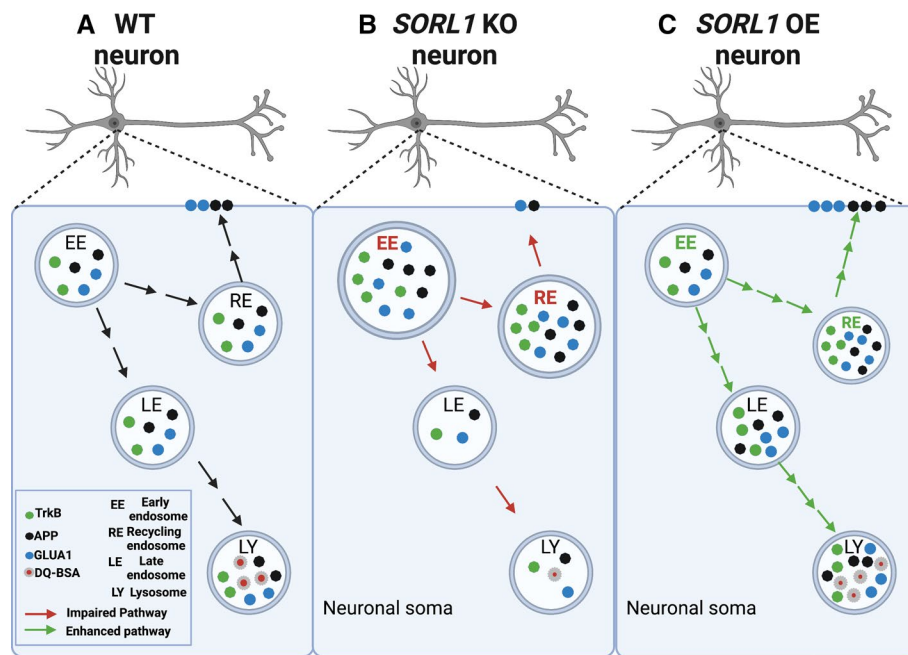 A WT
neuron
B SORL1 KO
neuron
C SORL1 OE
neuron
EE
RE
LE
LY
TrkB
APP
GLUA1
DQ-BSA
EE Early
endosome
RE Recycling
endosome
LE Late
endosome
LY Lysosome
Impaired Pathway
Enhanced pathway
EE
RE
LE
LY
Neuronal soma
EE
RE
LE
LY
Neuronal soma